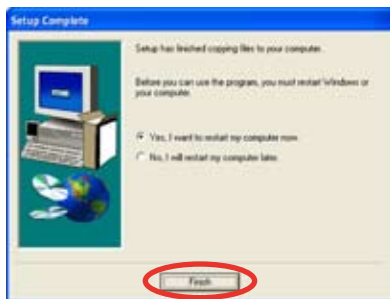 Setup Complete
Setup has finished copying files to your computer.
Before you can use the program, you must restart Windows or
your computer.
Yes, I want to restart my computer now.
No, I will restart my computer later.
Finish